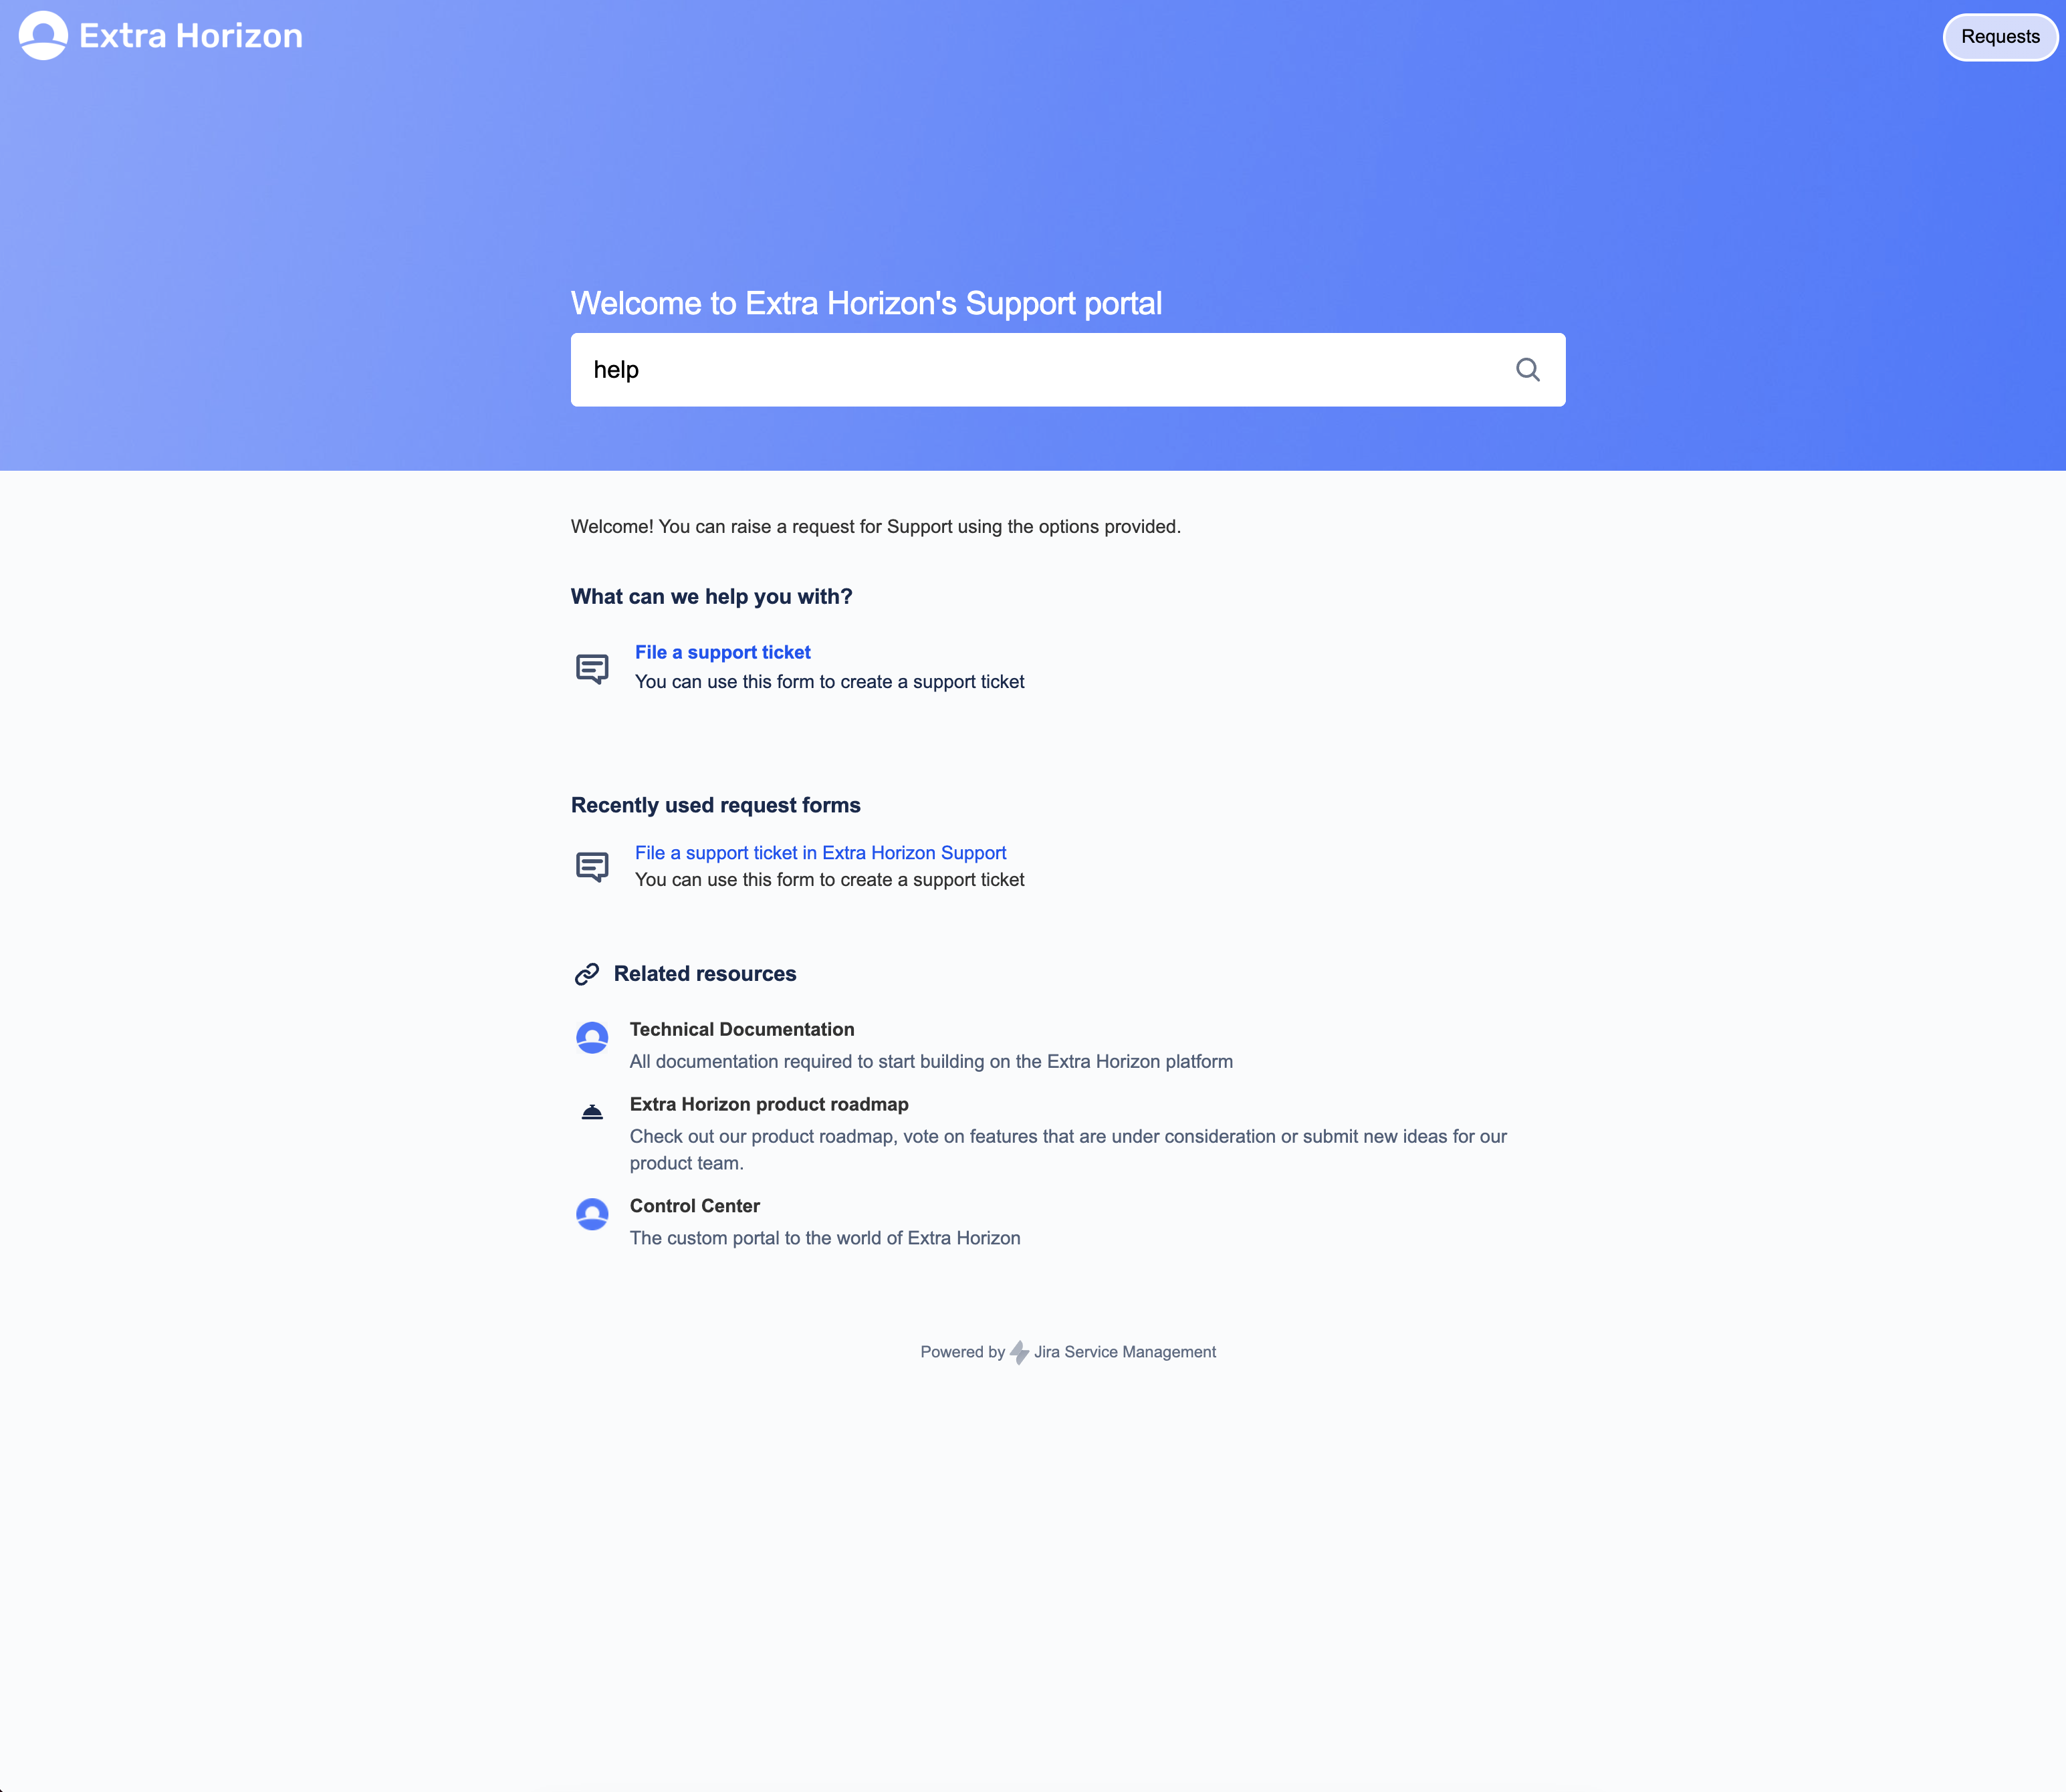 Extra Horizon
Requests
Welcome to Extra Horizon's Support portal
help
Welcome! You can raise a request for Support using the options provided.
What can we help you with?
File a support ticket
You can use this form to create a support ticket
Recently used request forms
File a support ticket in Extra Horizon Support
You can use this form to create a support ticket
Related resources
Technical Documentation
All documentation required to start building on the Extra Horizon platform
Extra Horizon product roadmap
Check out our product roadmap, vote on features that are under consideration or submit new ideas for our
product team.
Control Center
The custom portal to the world of Extra Horizon
Powered by Jira Service Management